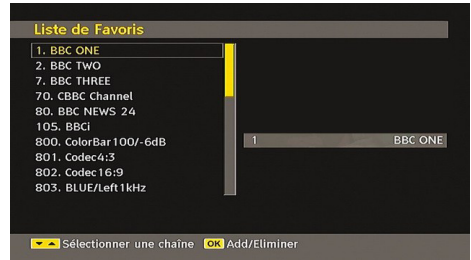 Liste de Favoris
1. BBC ONE
2. BBC TWO
7. BBC THREE
70. CBBC Channel
80. BBC NEWS 24
105. BBCi
800. ColorBar100/-6dB
801. Codec4:3
802. Codec16:9
803. BLUE/Left1kHz
1 BBC ONE
Sélectionner une chaîne OK Add/Eliminer